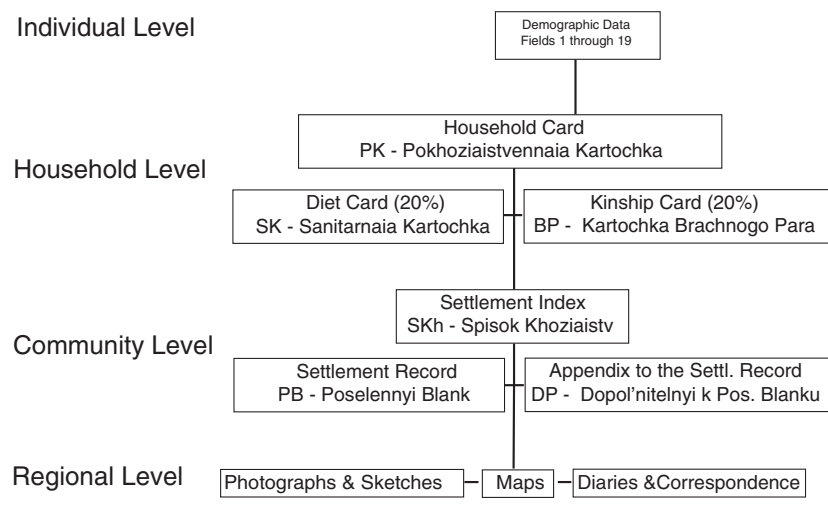 Individual Level
Demographic Data
Fields 1 through 19
Household Card
PK - Pokhoziaistvennaia Kartochka
Household Level
Diet Card (20%)
SK - Sanitarnaia Kartochka
Kinship Card (20%)
BP - Kartochka Brachnogo Para
Settlement Index
SKh - Spisok Khoziaistv
Community Level
Settlement Record
PB - Poselennyi Blank
Appendix to the Settl. Record
DP - Dopol'nitelnyi k Pos. Blanku
Regional Level
Photographs & Sketches
Maps
Diaries &Correspondence